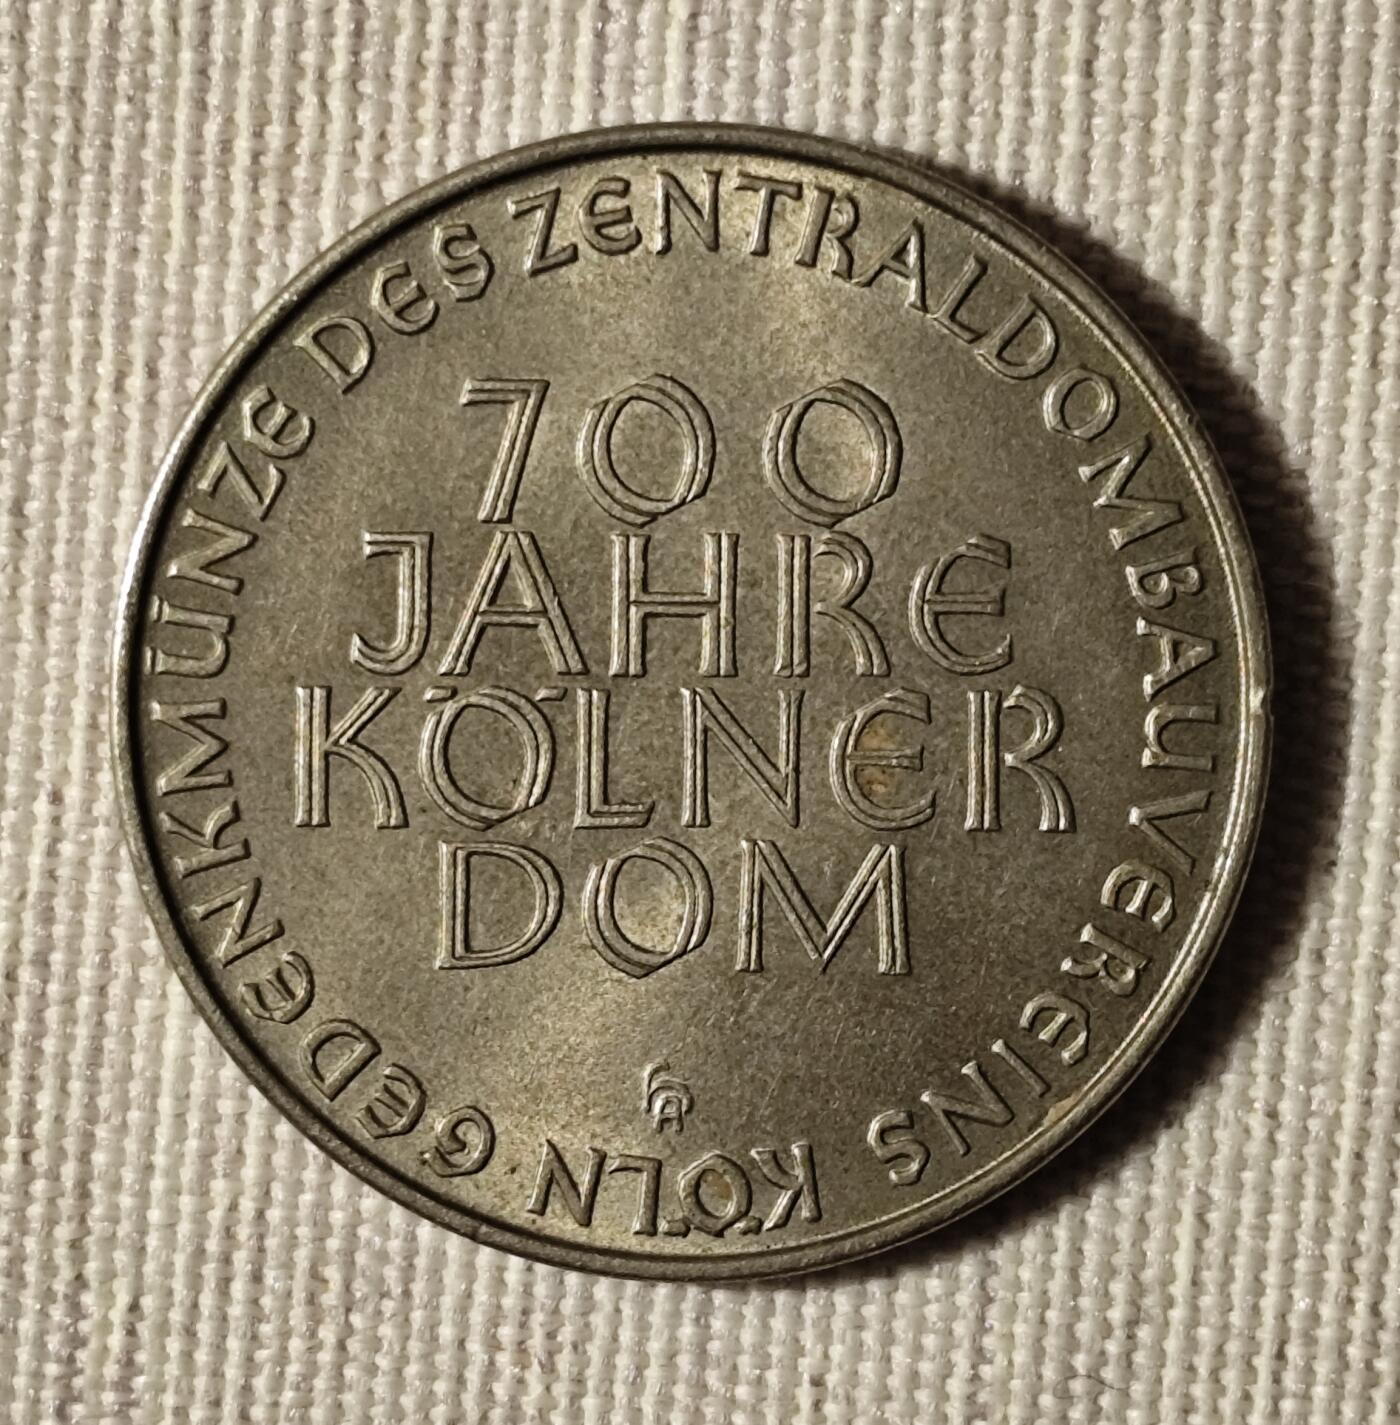 GEDENKMÜNZE DES ZENTRALDOMBAUVEREINS KÖLN
700
JAHRE
KÖLNER
DOM